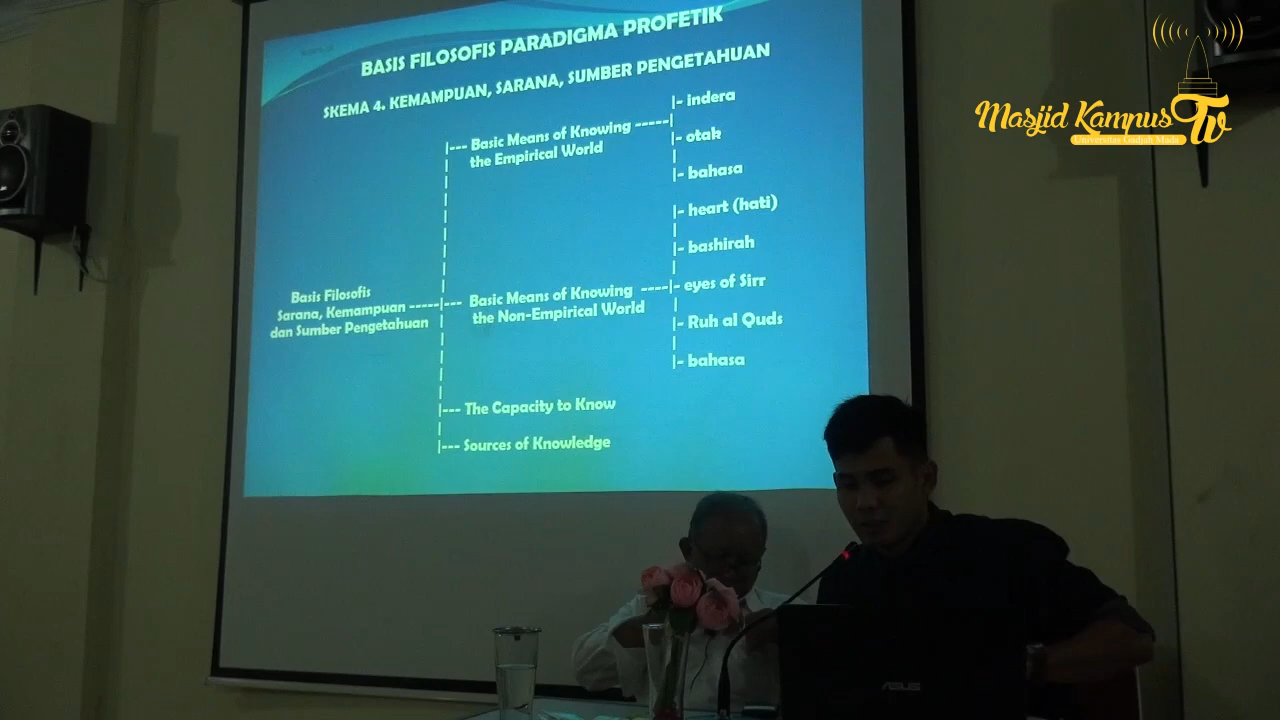 BASIS FILOSOFIS PARADIGMA PROFETIK
SKEMA 4. KEMAMPUAN, SARANA, SUMBER PENGETAHUAN
|- indera
|--- Basic Means of Knowing -----|
the Empirical World
|- otak
|- bahasa
|- heart (hati)
|- bashirah
Basis Filosofis
Sarana, Kemampuan -----|--- Basic Means of Knowing ----|- eyes of Sirr
dan Sumber Pengetahuan
the Non-Empirical World
|- Ruh al Quds
|- bahasa
|--- The Capacity to Know
|--- Sources of Knowledge
Masjid Kampus Tv
Universitas Gadjah Mada
ASUS